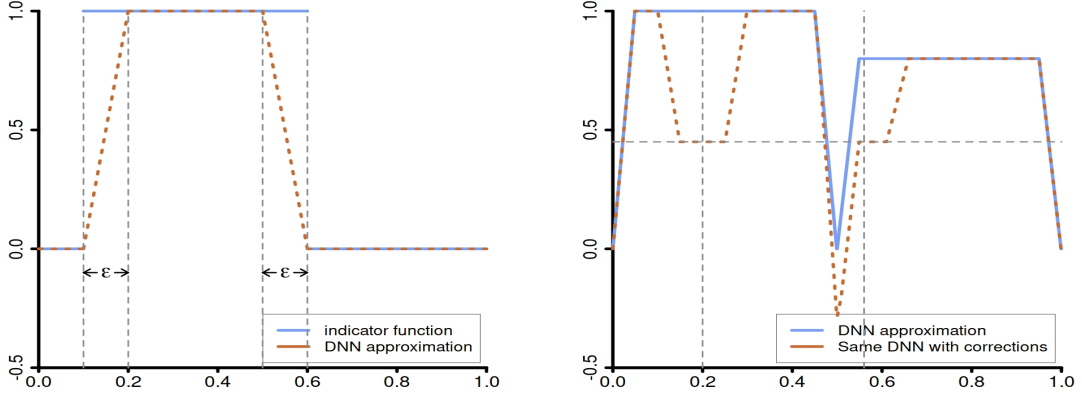 1.0
0.5
0.0
-0.5
ε
ε
indicator function
DNN approximation
0.0 0.2 0.4 0.6 0.8 1.0
1.0
0.5
0.0
-0.5
DNN approximation
Same DNN with corrections
0.0 0.2 0.4 0.6 0.8 1.0